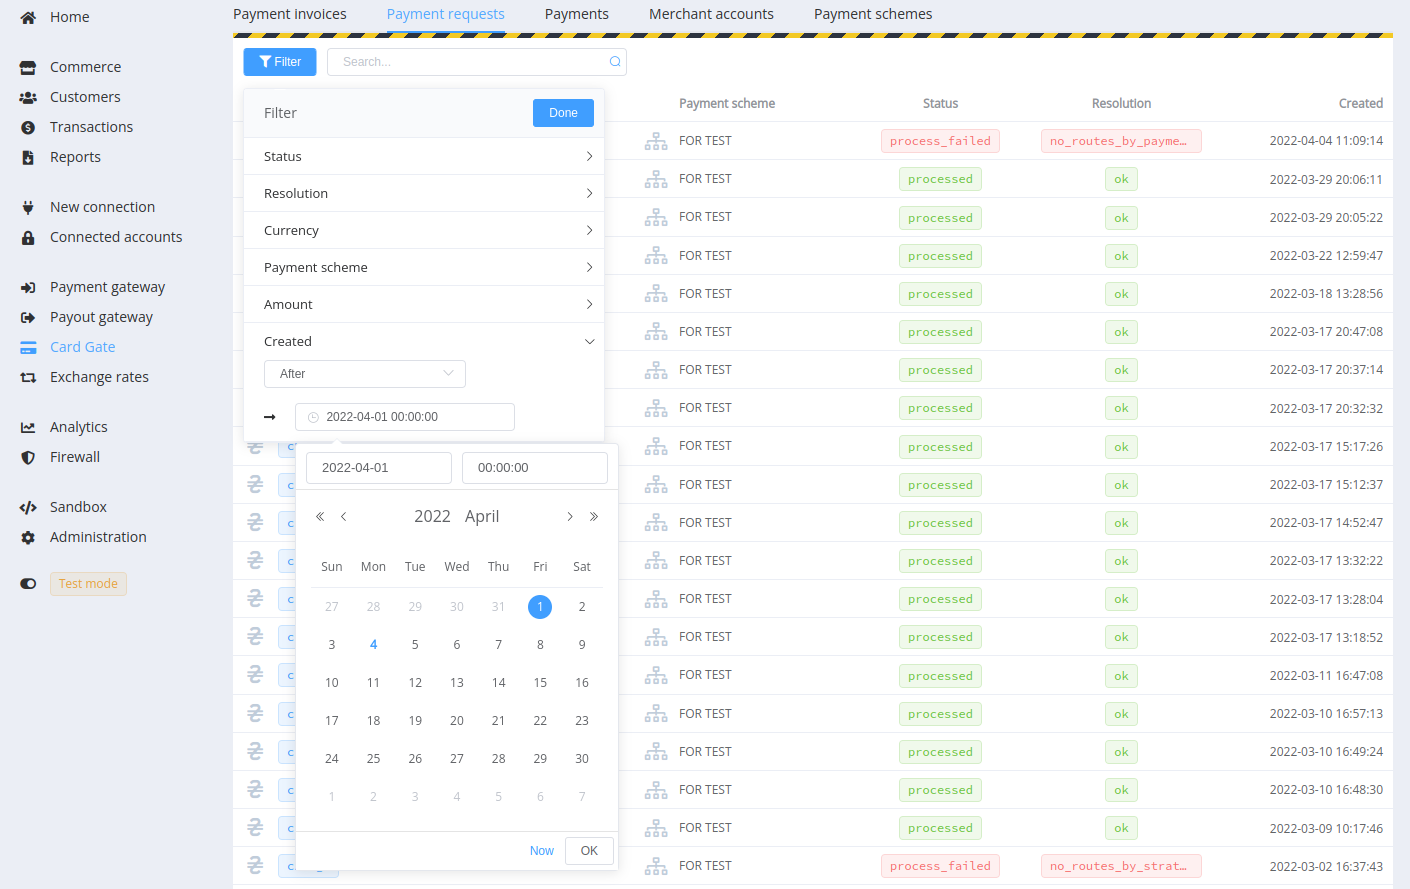 Home
Commerce
Customers
Transactions
Reports
New connection
Connected accounts
Payment gateway
Payout gateway
Card Gate
Exchange rates
Analytics
Firewall
Sandbox
Administration
Test mode
Payment invoices Payment requests Payments Merchant accounts Payment schemes
Filter Search...
Filter Done
Status
Resolution
Currency
Payment scheme
Amount
Created
After
2022-04-01 00:00:00
2022-04-01 00:00:00
2022 April
Sun Mon Tue Wed Thu Fri Sat
27 28 29 30 31 1 2
3 4 5 6 7 8 9
10 11 12 13 14 15 16
17 18 19 20 21 22 23
24 25 26 27 28 29 30
1 2 3 4 5 6 7
Now OK
Payment scheme Status Resolution Created
FOR TEST process_failed no_routes_by_payme… 2022-04-04 11:09:14
FOR TEST processed ok 2022-03-29 20:06:11
FOR TEST processed ok 2022-03-29 20:05:22
FOR TEST processed ok 2022-03-22 12:59:47
FOR TEST processed ok 2022-03-18 13:28:56
FOR TEST processed ok 2022-03-17 20:47:08
FOR TEST processed ok 2022-03-17 20:37:14
FOR TEST processed ok 2022-03-17 20:32:32
c FOR TEST processed ok 2022-03-17 15:17:26
c FOR TEST processed ok 2022-03-17 15:12:37
c FOR TEST processed ok 2022-03-17 14:52:47
c FOR TEST processed ok 2022-03-17 13:32:22
c FOR TEST processed ok 2022-03-17 13:28:04
c FOR TEST processed ok 2022-03-17 13:18:52
c FOR TEST processed ok 2022-03-11 16:47:08
c FOR TEST processed ok 2022-03-10 16:57:13
c FOR TEST processed ok 2022-03-10 16:49:24
c FOR TEST processed ok 2022-03-10 16:48:30
c FOR TEST processed ok 2022-03-09 10:17:46
c FOR TEST process_failed no_routes_by_strat… 2022-03-02 16:37:43